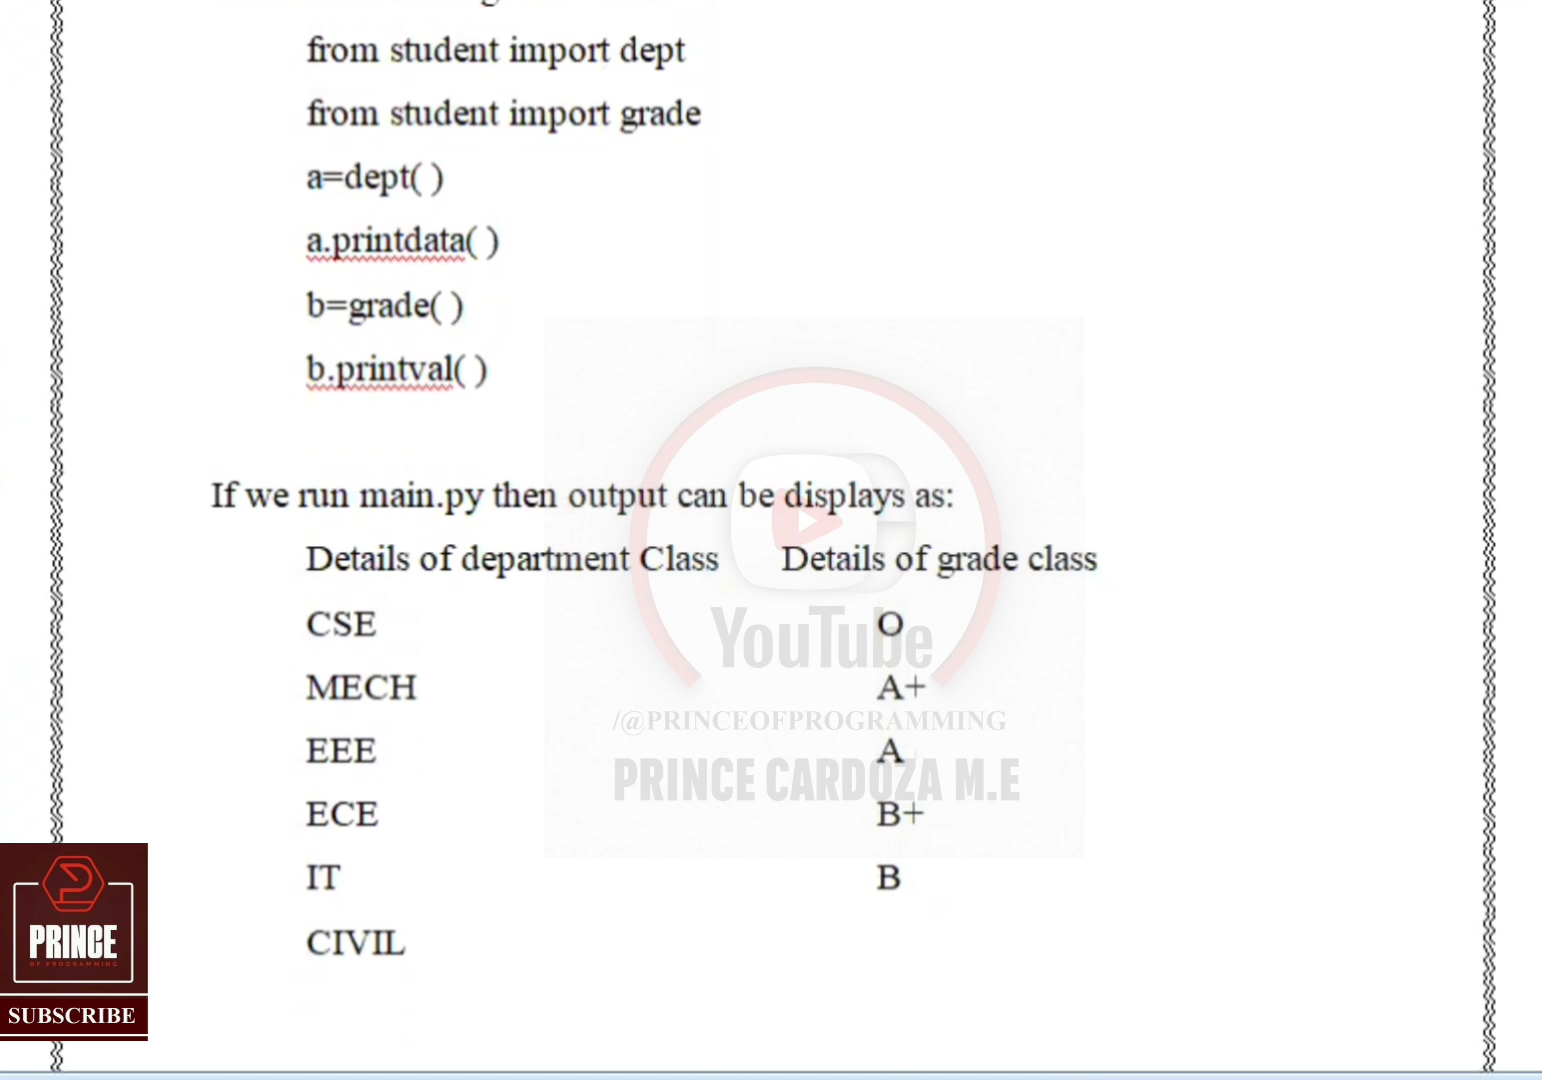 from student import dept
from student import grade
a=dept( )
a.printdata( )
b=grade( )
b.printval( )
If we run main.py then output can be displays as:
Details of department Class Details of grade class
CSE O
MECH A+
EEE A
ECE B+
IT B
CIVIL
YouTube
/@PRINCEOFPROGRAMMING
PRINCE CARDOZA M.E
PRINCE
OF PROGRAMMING
SUBSCRIBE